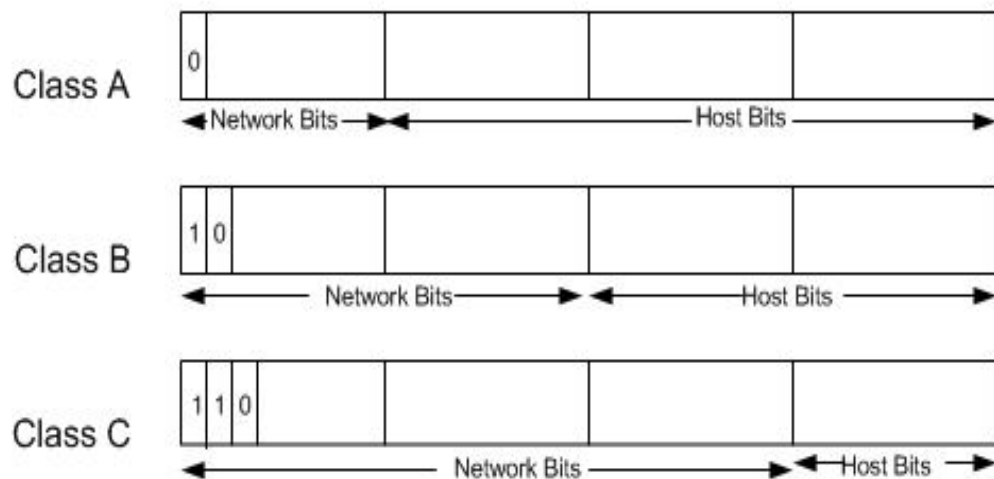 0
Class A
Network Bits
Host Bits
1 0
Class B
Network Bits
Host Bits
1 1 0
Class C
Network Bits
Host Bits